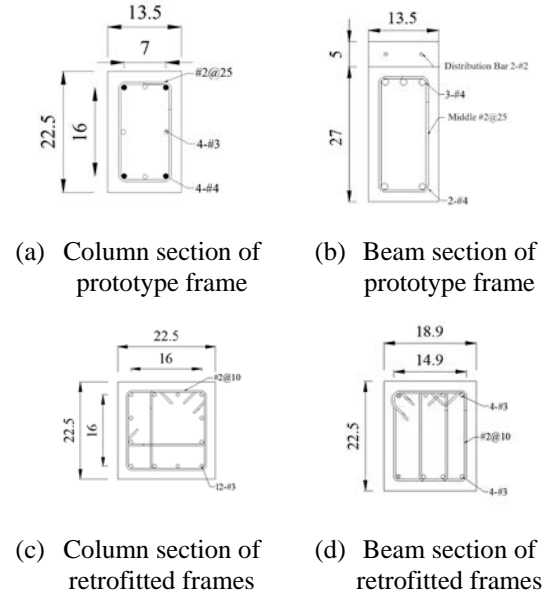 13.5
7
#2@25
22.5
16
4-#3
4-#4
(a) Column section of
prototype frame
13.5
5
Distribution Bar 2-#2
3-#4
27
Middle #2@25
2-#4
(b) Beam section of
prototype frame
22.5
16
#2@10
22.5
16
12-#3
(c) Column section of
retrofitted frames
18.9
14.9
4-#3
22.5
#2@10
4-#3
(d) Beam section of
retrofitted frames